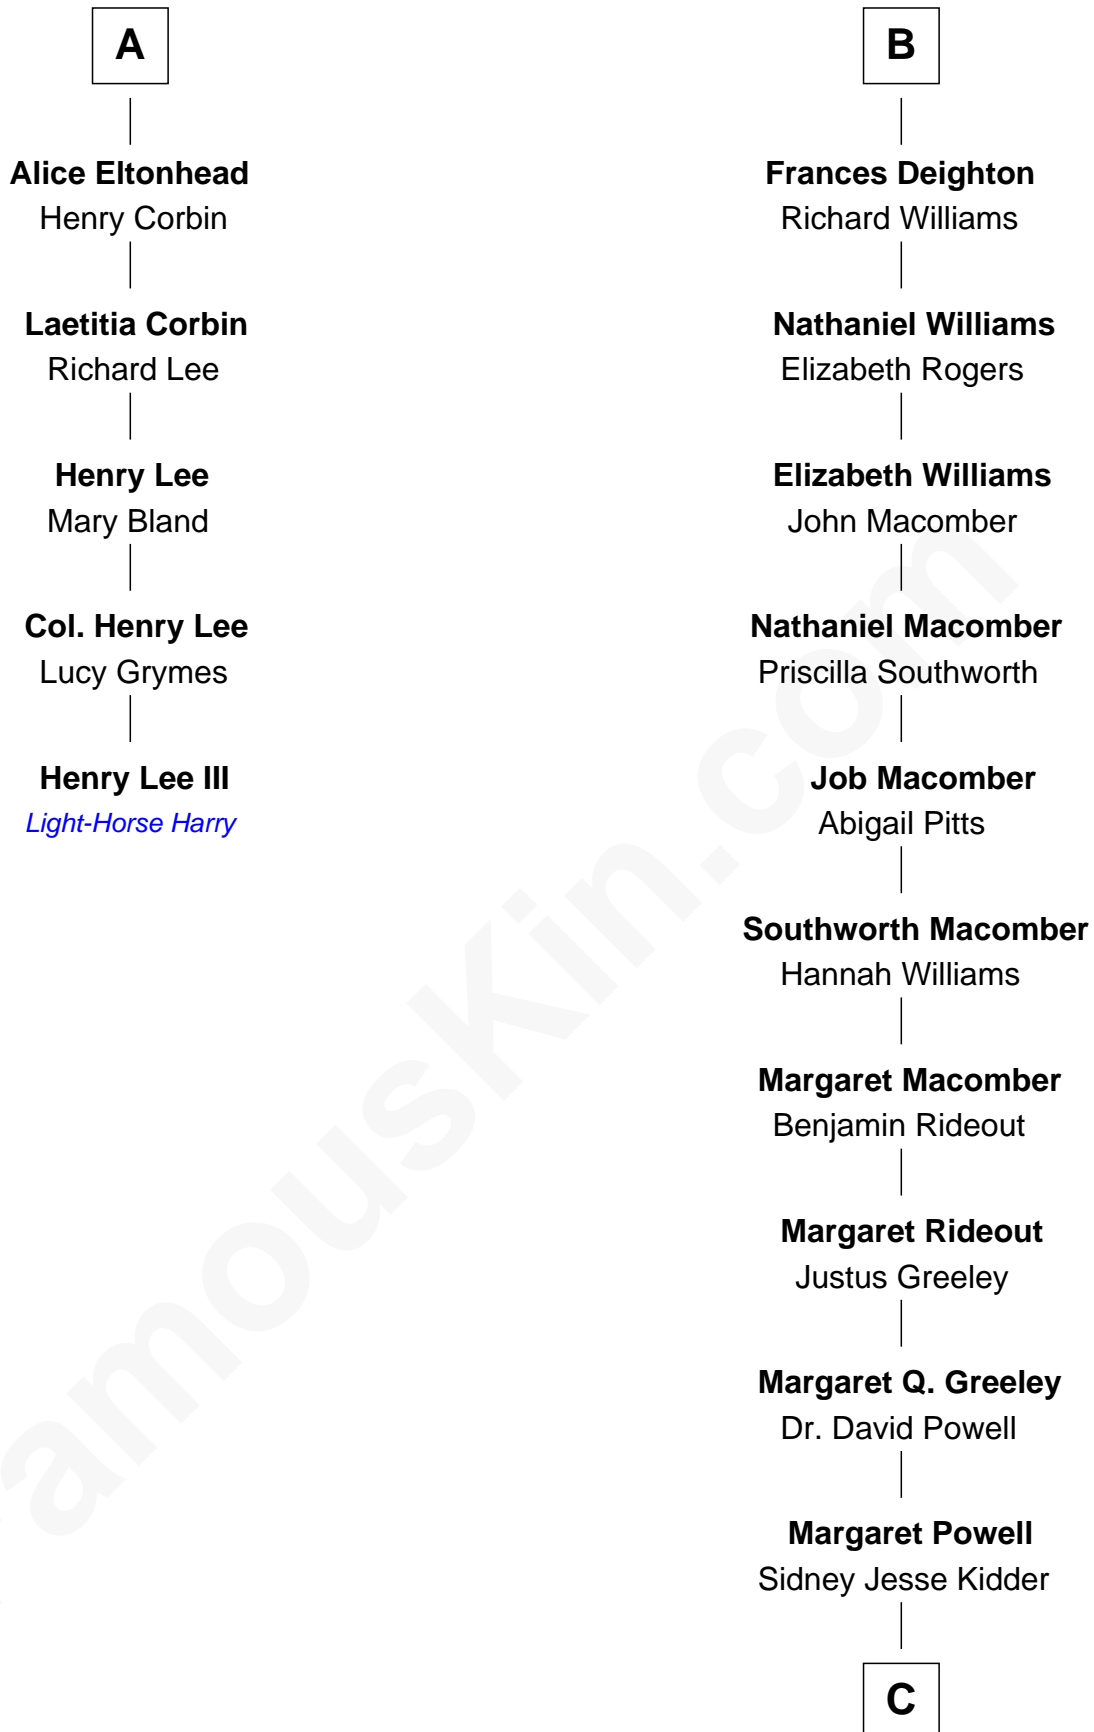 A
Alice Eltonhead
Henry Corbin
Laetitia Corbin
Richard Lee
Henry Lee
Mary Bland
Col. Henry Lee
Lucy Grymes
Henry Lee III
Light-Horse Harry
B
Frances Deighton
Richard Williams
Nathaniel Williams
Elizabeth Rogers
Elizabeth Williams
John Macomber
Nathaniel Macomber
Priscilla Southworth
Job Macomber
Abigail Pitts
Southworth Macomber
Hannah Williams
Margaret Macomber
Benjamin Rideout
Margaret Rideout
Justus Greeley
Margaret Q. Greeley
Dr. David Powell
Margaret Powell
Sidney Jesse Kidder
C
amouskin.com